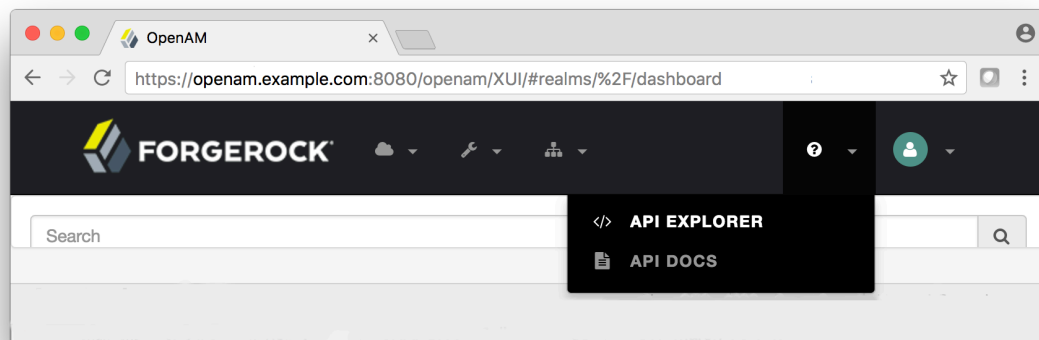 OpenAM
https://openam.example.com:8080/openam/XUI/#realms/%2F/dashboard
FORGEROCK
Search
API EXPLORER
API DOCS